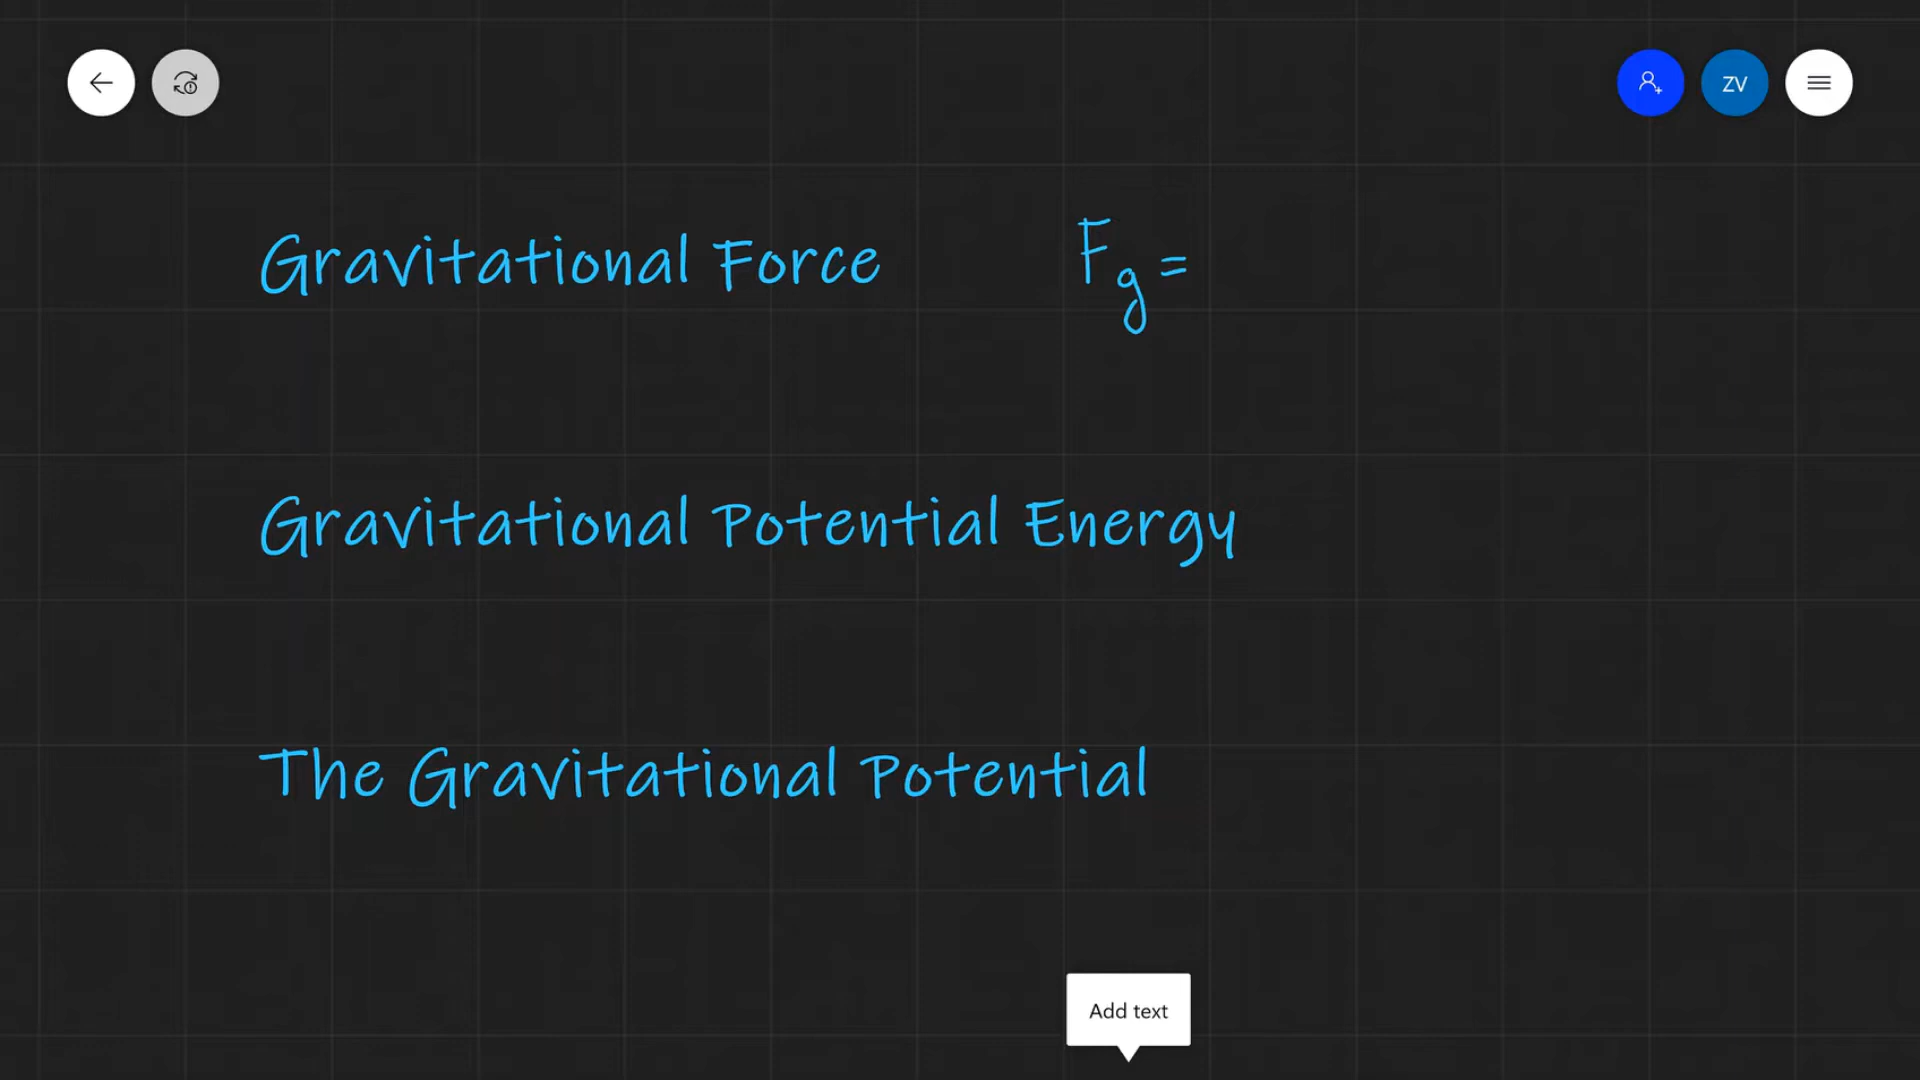 ZV
Gravitational Force F_g =
Gravitational Potential Energy
The Gravitational Potential
Add text